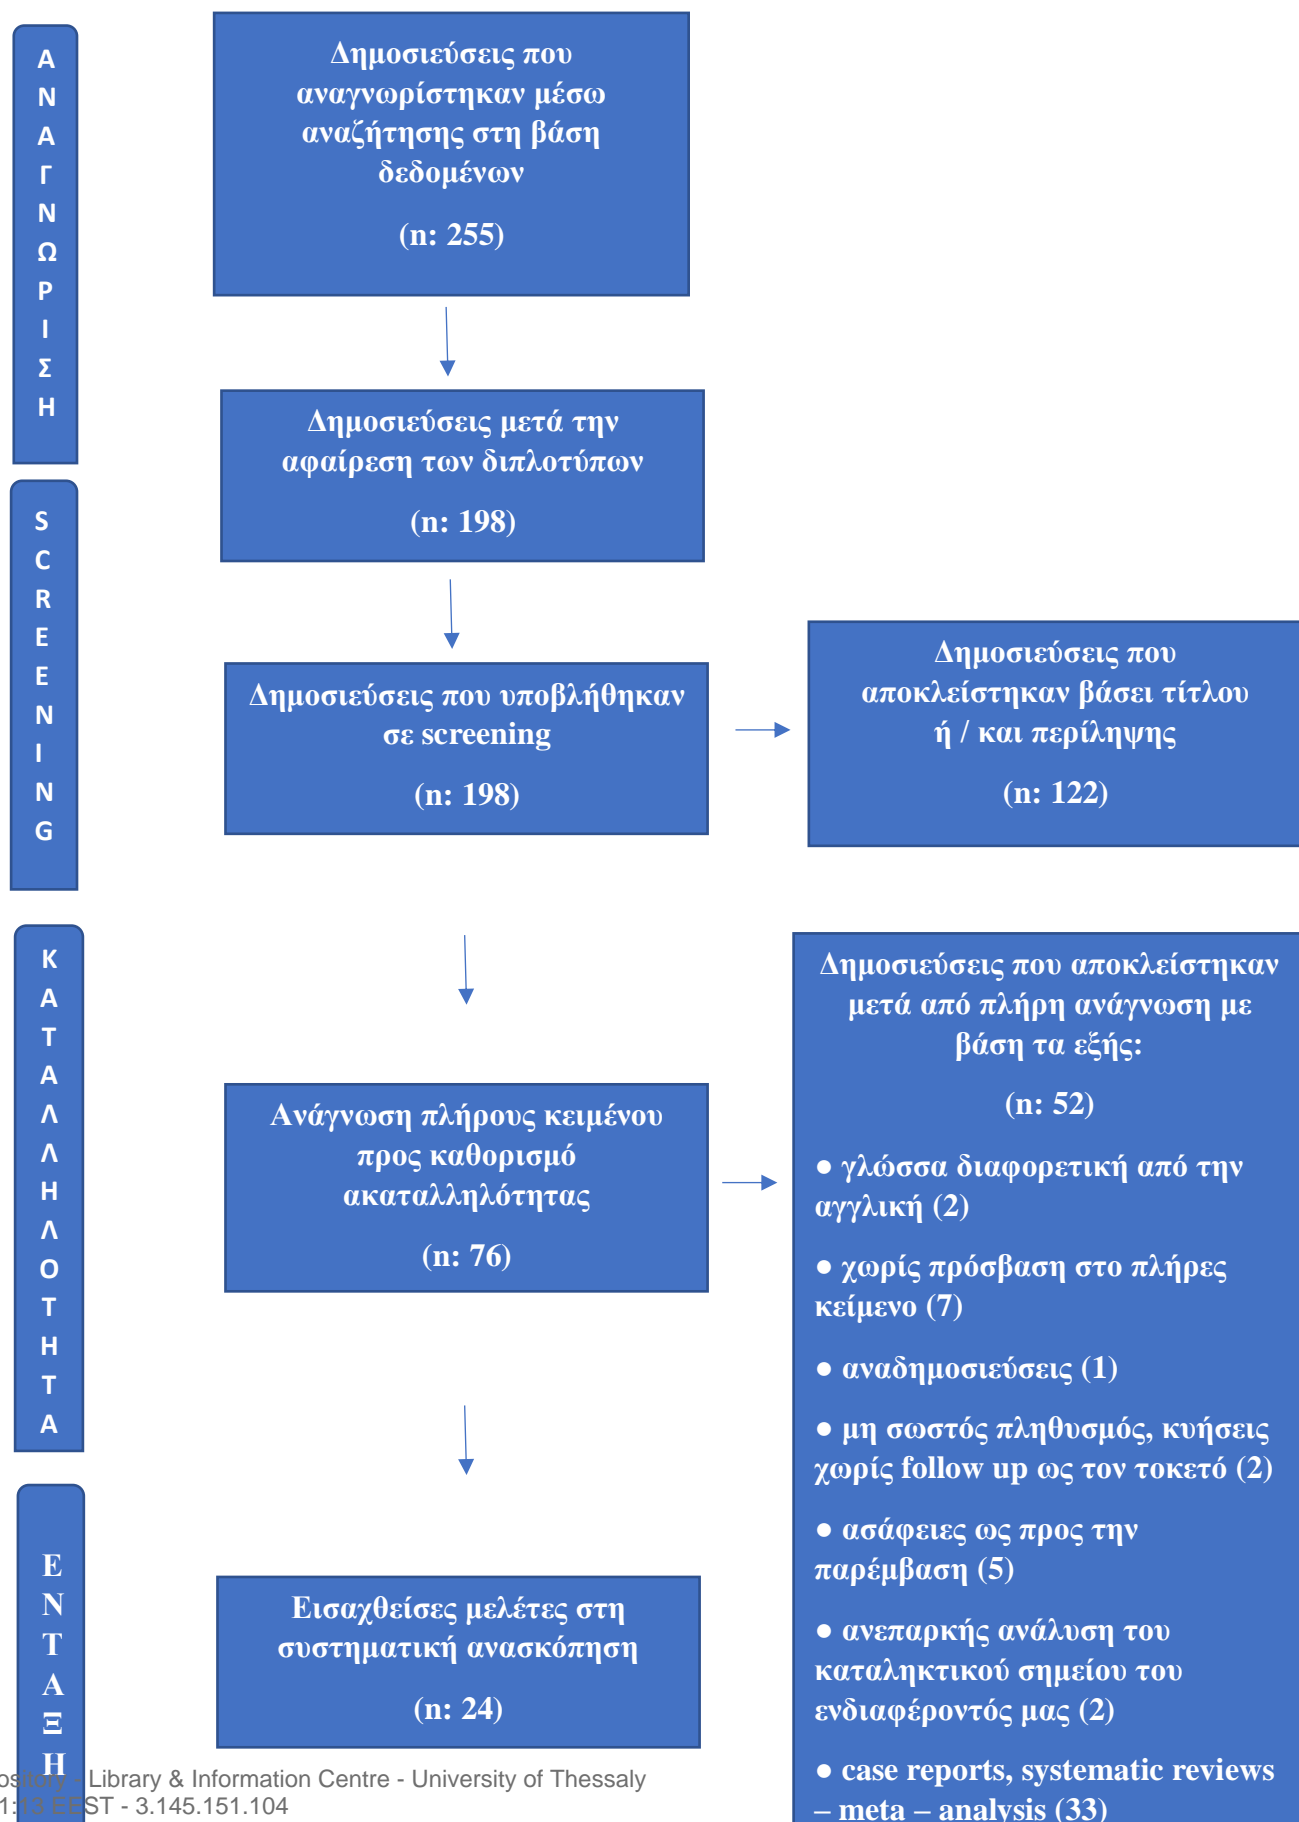 ΑΝΑΓΝΩΡΙΣΗ
Δημοσιεύσεις που
αναγνωρίστηκαν μέσω
αναζήτησης στη βάση
δεδομένων
(n: 255)
Δημοσιεύσεις μετά την
αφαίρεση των διπλοτύπων
(n: 198)
SCREENING
Δημοσιεύσεις που υποβλήθηκαν
σε screening
(n: 198)
Δημοσιεύσεις που
αποκλείστηκαν βάσει τίτλου
ή / και περίληψης
(n: 122)
ΚΑΤΑΛΛΗΛΟΤΗΤΑ
Ανάγνωση πλήρους κειμένου
προς καθορισμό
ακαταλληλότητας
(n: 76)
Δημοσιεύσεις που αποκλείστηκαν
μετά από πλήρη ανάγνωση με
βάση τα εξής:
(n: 52)
● γλώσσα διαφορετική από την
αγγλική (2)
● χωρίς πρόσβαση στο πλήρες
κείμενο (7)
● αναδημοσιεύσεις (1)
● μη σωστός πληθυσμός, κυήσεις
χωρίς follow up ως τον τοκετό (2)
● ασάφειες ως προς την
παρέμβαση (5)
● ανεπαρκής ανάλυση του
καταληκτικού σημείου του
ενδιαφέροντός μας (2)
● case reports, systematic reviews
– meta – analysis (33)
ΕΝΤΑΞΗ
Εισαχθείσες μελέτες στη
συστηματική ανασκόπηση
(n: 24)
- Library & Information Centre - University of Thessaly
EEST - 3.145.151.104